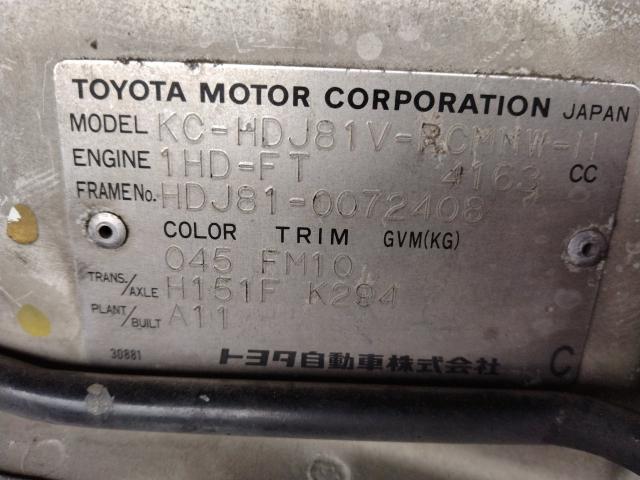 TOYOTA MOTOR CORPORATION JAPAN
MODEL KC-HDJ81V-RCMNW-II
ENGINE 1HD-FT 4163 CC
FRAME No. HDJ81-0072408
COLOR TRIM GVM(KG)
045 FM10
TRANS./AXLE H151F K294
PLANT/BUILT A11
30881 トヨタ自動車株式会社 C